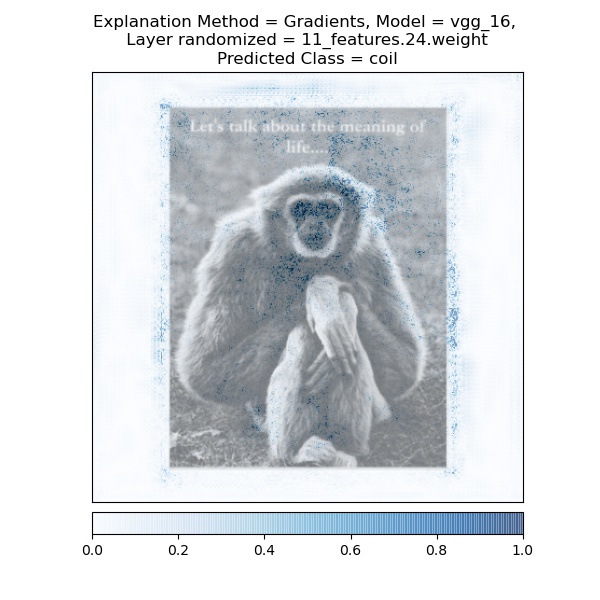 Explanation Method = Gradients, Model = vgg_16,
Layer randomized = 11_features.24.weight
Predicted Class = coil
Let's talk about the meaning of
life....
0.0 0.2 0.4 0.6 0.8 1.0